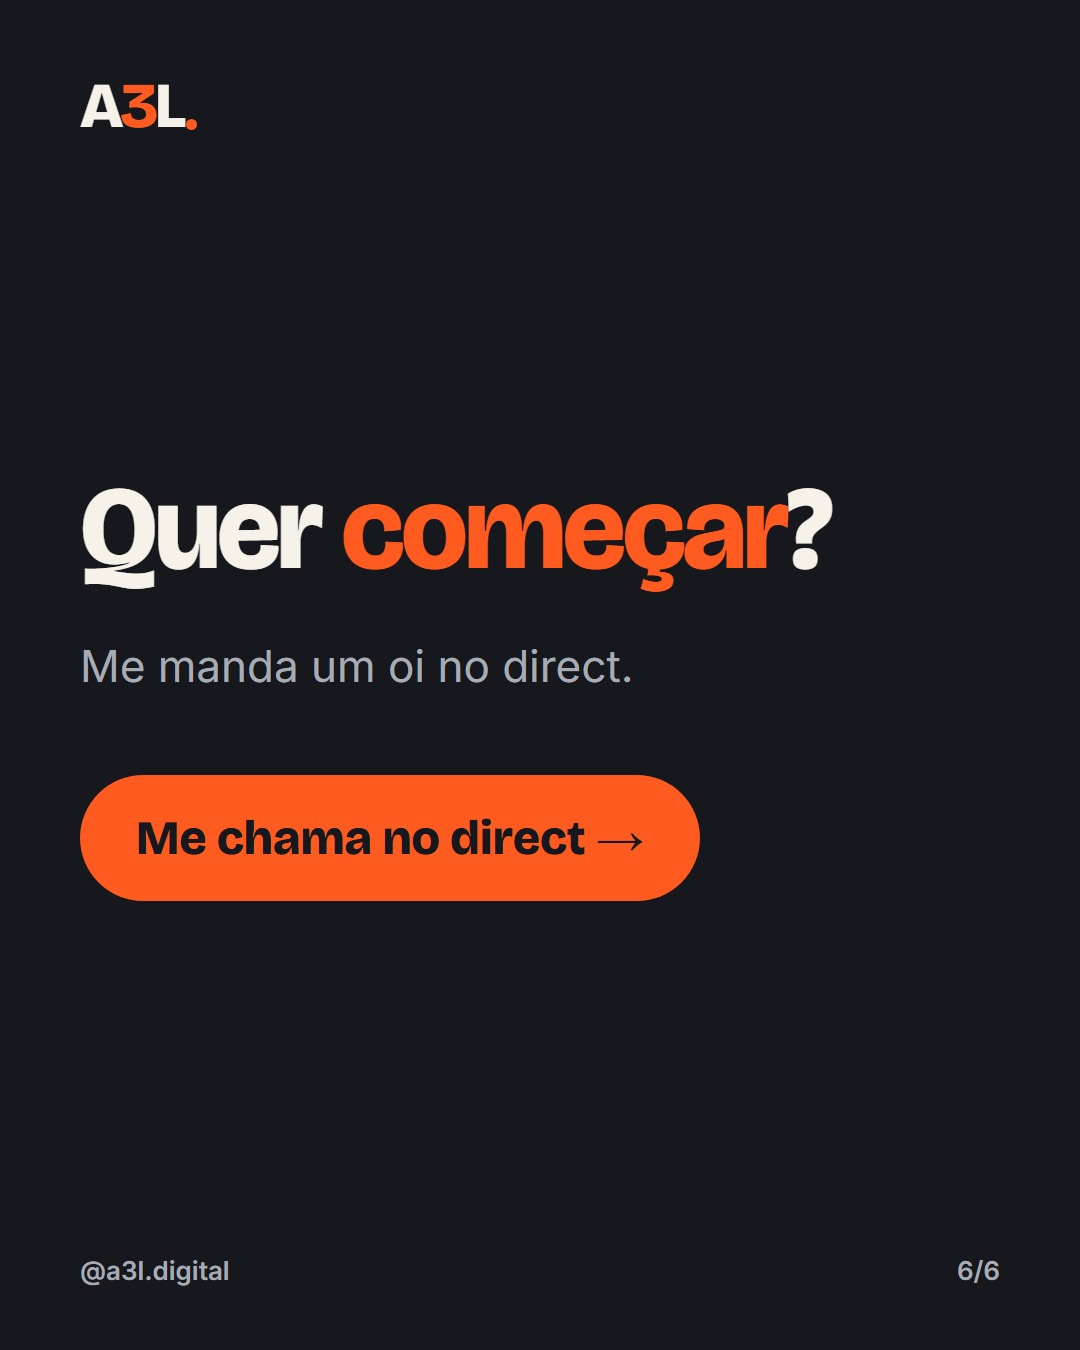 A3L.
Quer começar?
Me manda um oi no direct.
Me chama no direct →
@a3l.digital
6/6